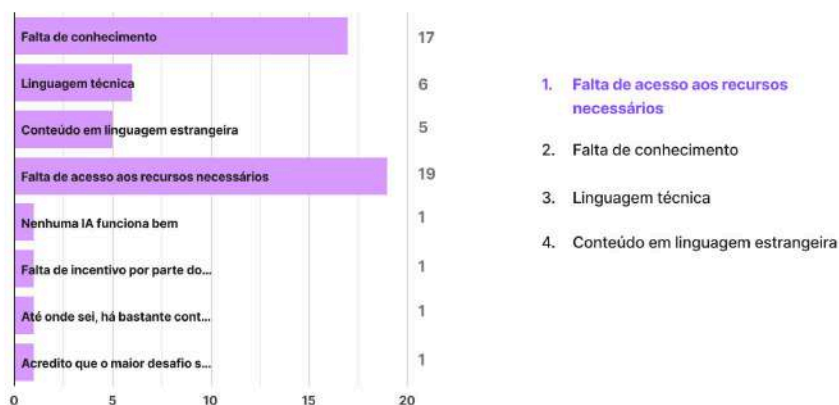 Falta de conhecimento 17
Linguagem técnica 6
Conteúdo em linguagem estrangeira 5
Falta de acesso aos recursos necessários 19
Nenhuma IA funciona bem 1
Falta de incentivo por parte do... 1
Até onde sei, há bastante cont... 1
Acredito que o maior desafio s... 1
0 5 10 15 20
1. Falta de acesso aos recursos
necessários
2. Falta de conhecimento
3. Linguagem técnica
4. Conteúdo em linguagem estrangeira